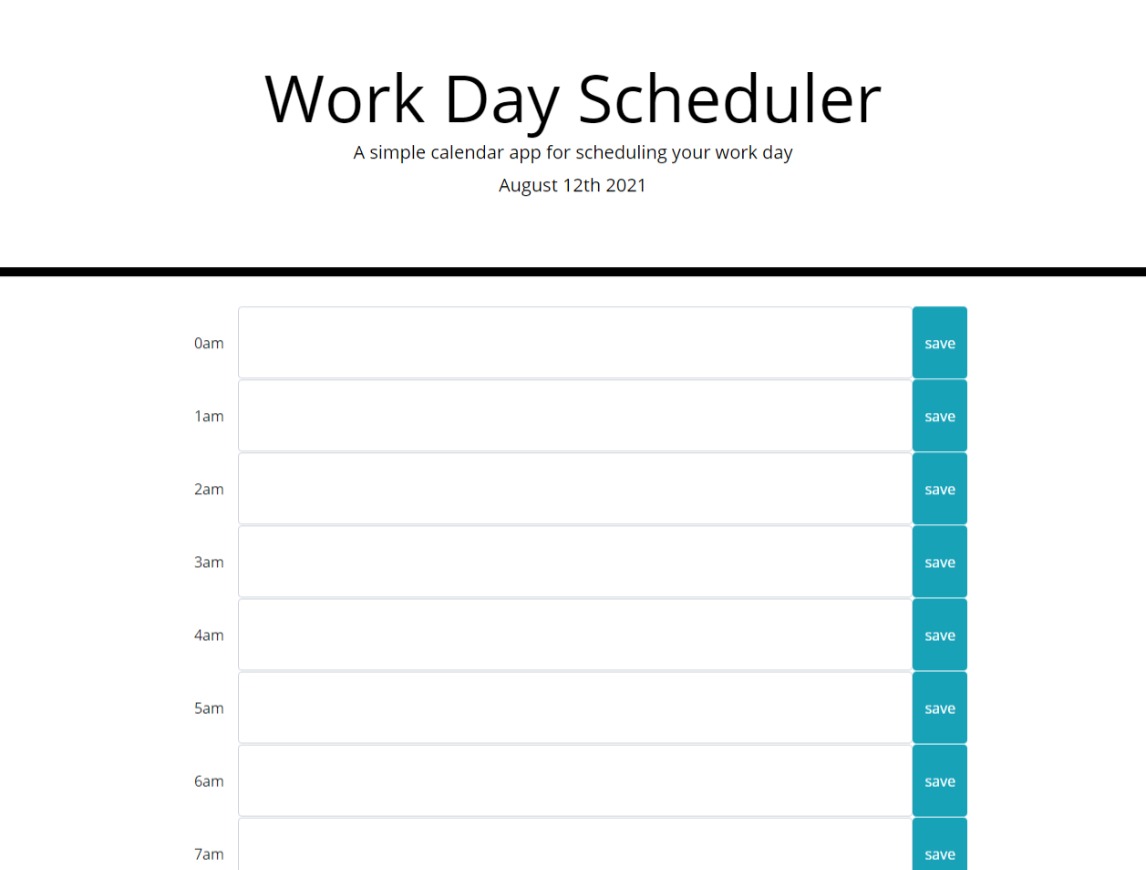 Work Day Scheduler
A simple calendar app for scheduling your work day
August 12th 2021
0am save
1am save
2am save
3am save
4am save
5am save
6am save
7am save